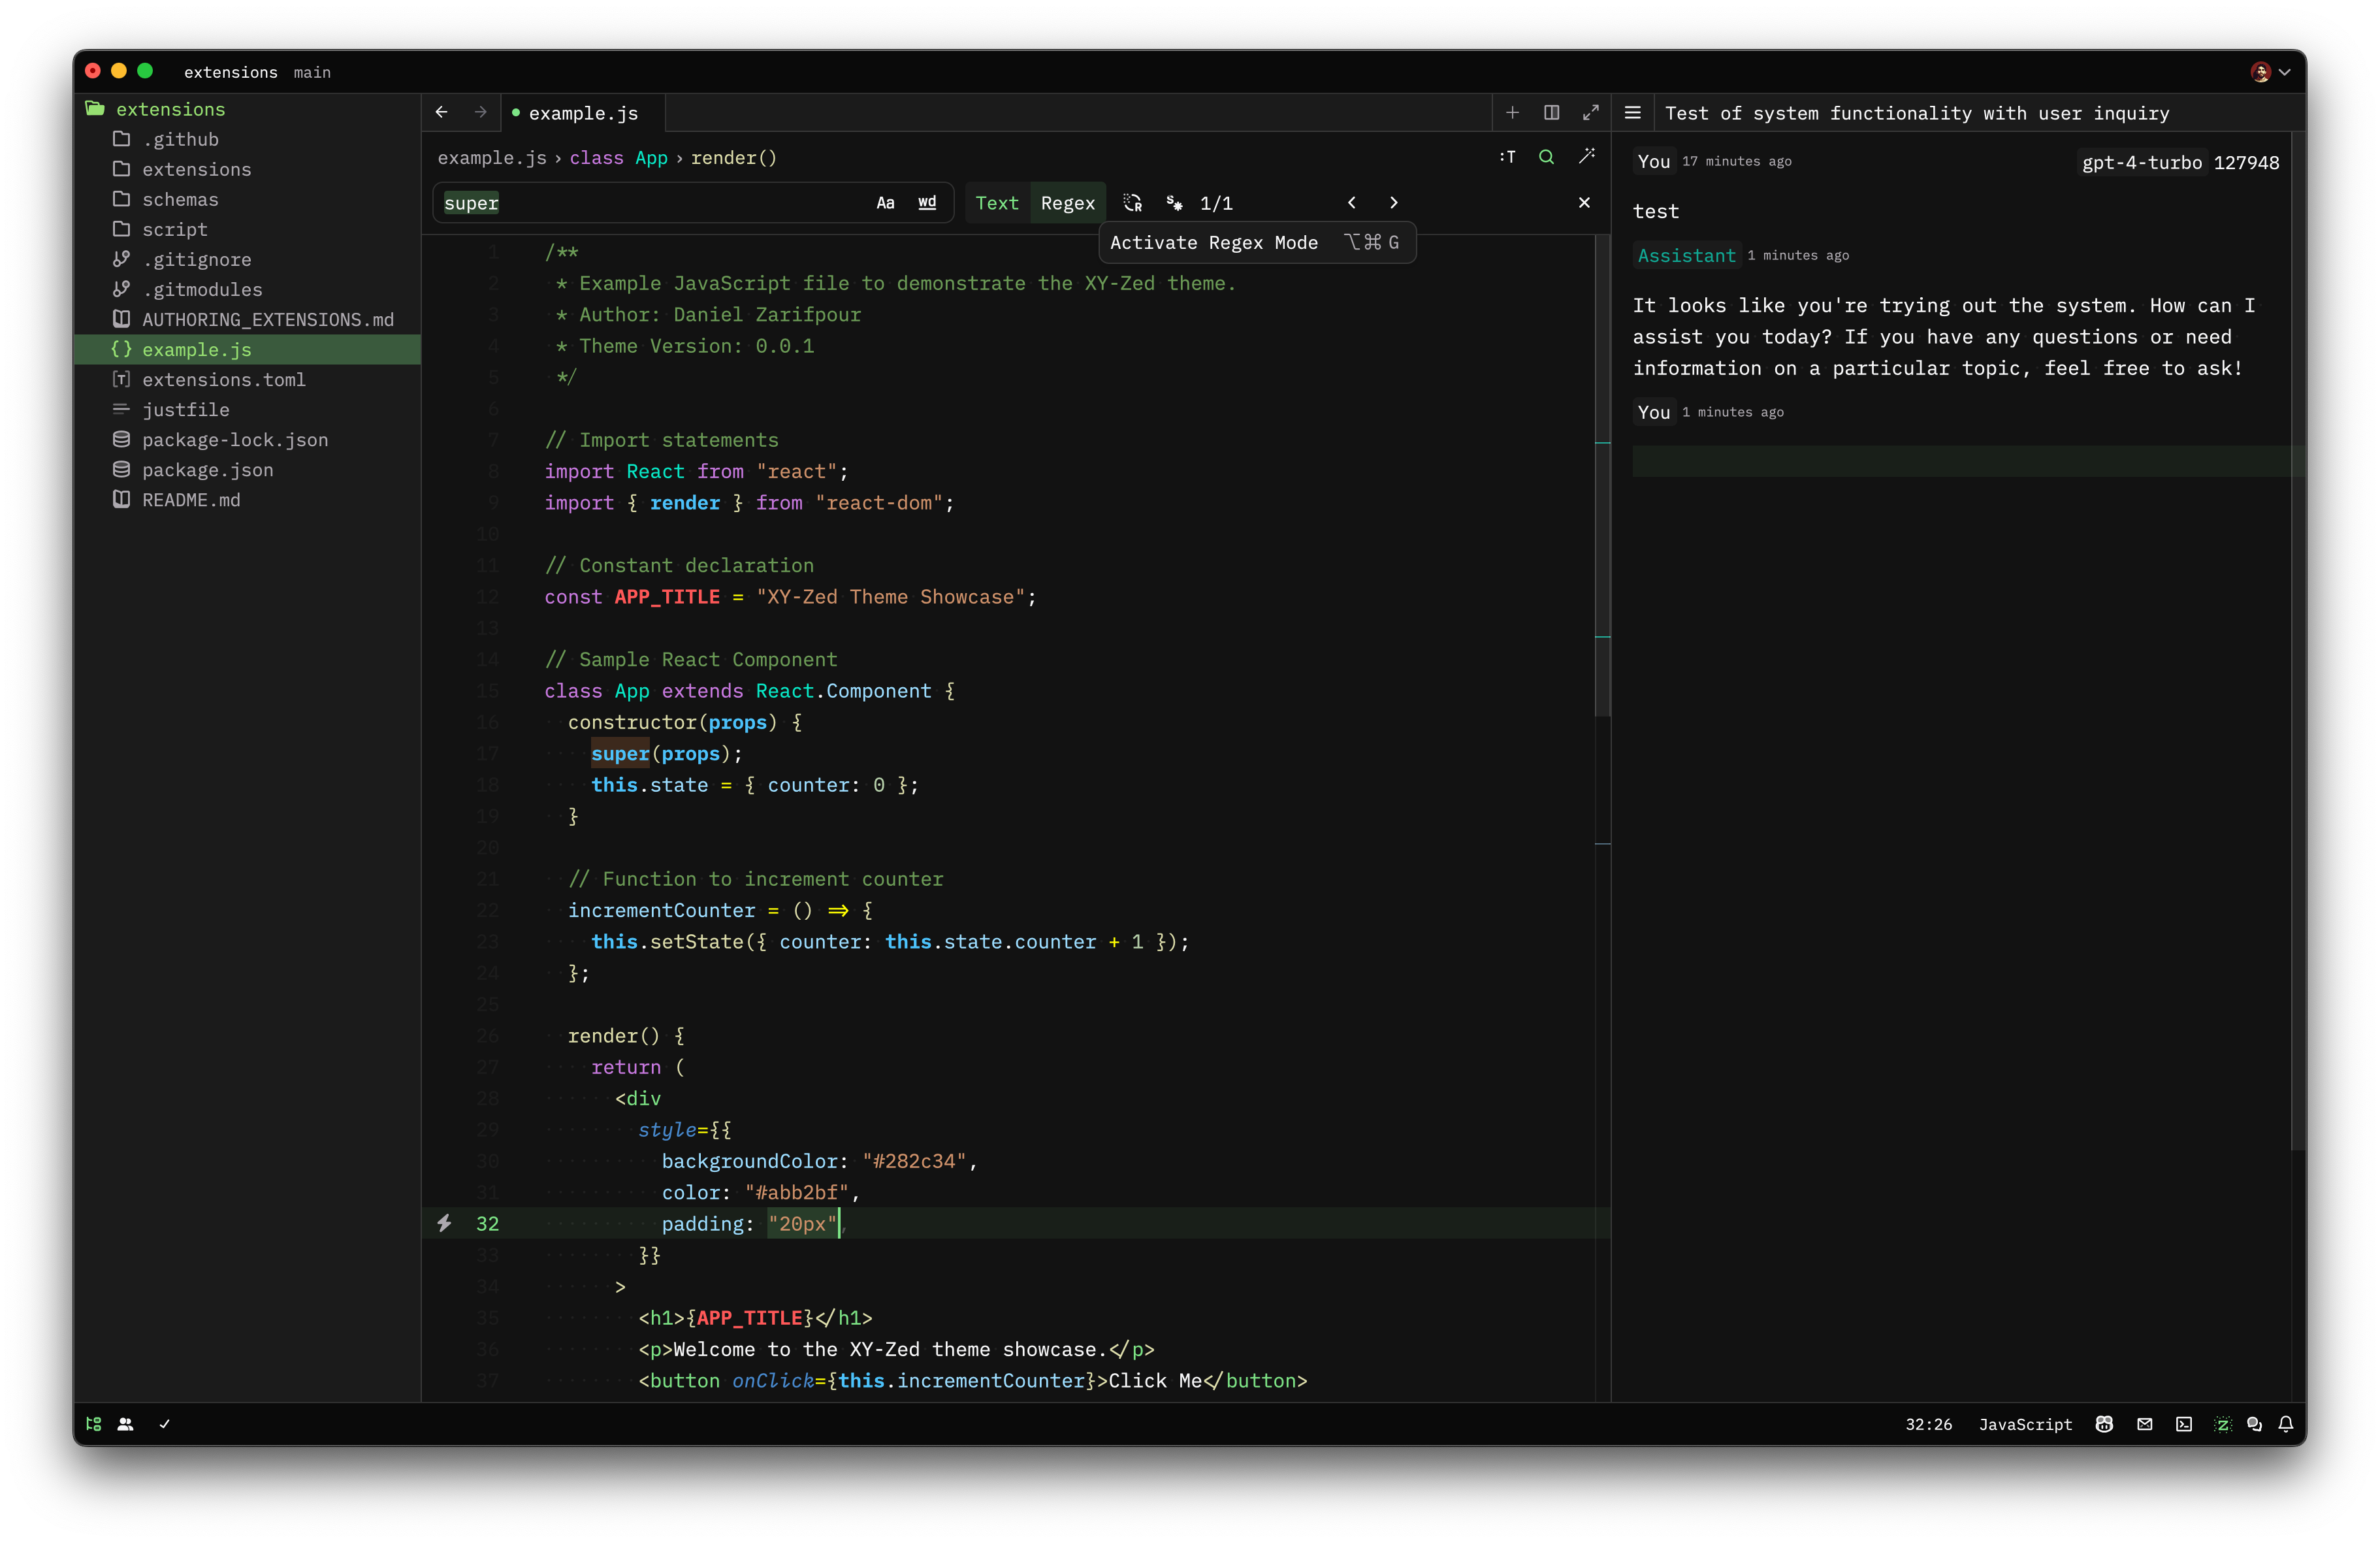 extensions main
extensions
.github
extensions
schemas
script
.gitignore
.gitmodules
AUTHORING_EXTENSIONS.md
example.js
extensions.toml
justfile
package-lock.json
package.json
README.md
example.js
example.js › class App › render()
:T
super Aa wd Text Regex 1/1
Activate Regex Mode ⌥⌘ G
1 /**
2 * Example JavaScript file to demonstrate the XY-Zed theme.
3 * Author: Daniel Zarifpour
4 * Theme Version: 0.0.1
5 */
6
7 // Import statements
8 import React from "react";
9 import { render } from "react-dom";
10
11 // Constant declaration
12 const APP_TITLE = "XY-Zed Theme Showcase";
13
14 // Sample React Component
15 class App extends React.Component {
16 constructor(props) {
17 super(props);
18 this.state = { counter: 0 };
19 }
20
21 // Function to increment counter
22 incrementCounter = () => {
23 this.setState({ counter: this.state.counter + 1 });
24 };
25
26 render() {
27 return (
28 <div
29 style={{
30 backgroundColor: "#282c34",
31 color: "#abb2bf",
32 padding: "20px",
33 }}
34 >
35 <h1>{APP_TITLE}</h1>
36 <p>Welcome to the XY-Zed theme showcase.</p>
37 <button onClick={this.incrementCounter}>Click Me</button>
Test of system functionality with user inquiry
You 17 minutes ago gpt-4-turbo 127948
test
Assistant 1 minutes ago
It looks like you're trying out the system. How can I
assist you today? If you have any questions or need
information on a particular topic, feel free to ask!
You 1 minutes ago
32:26 JavaScript